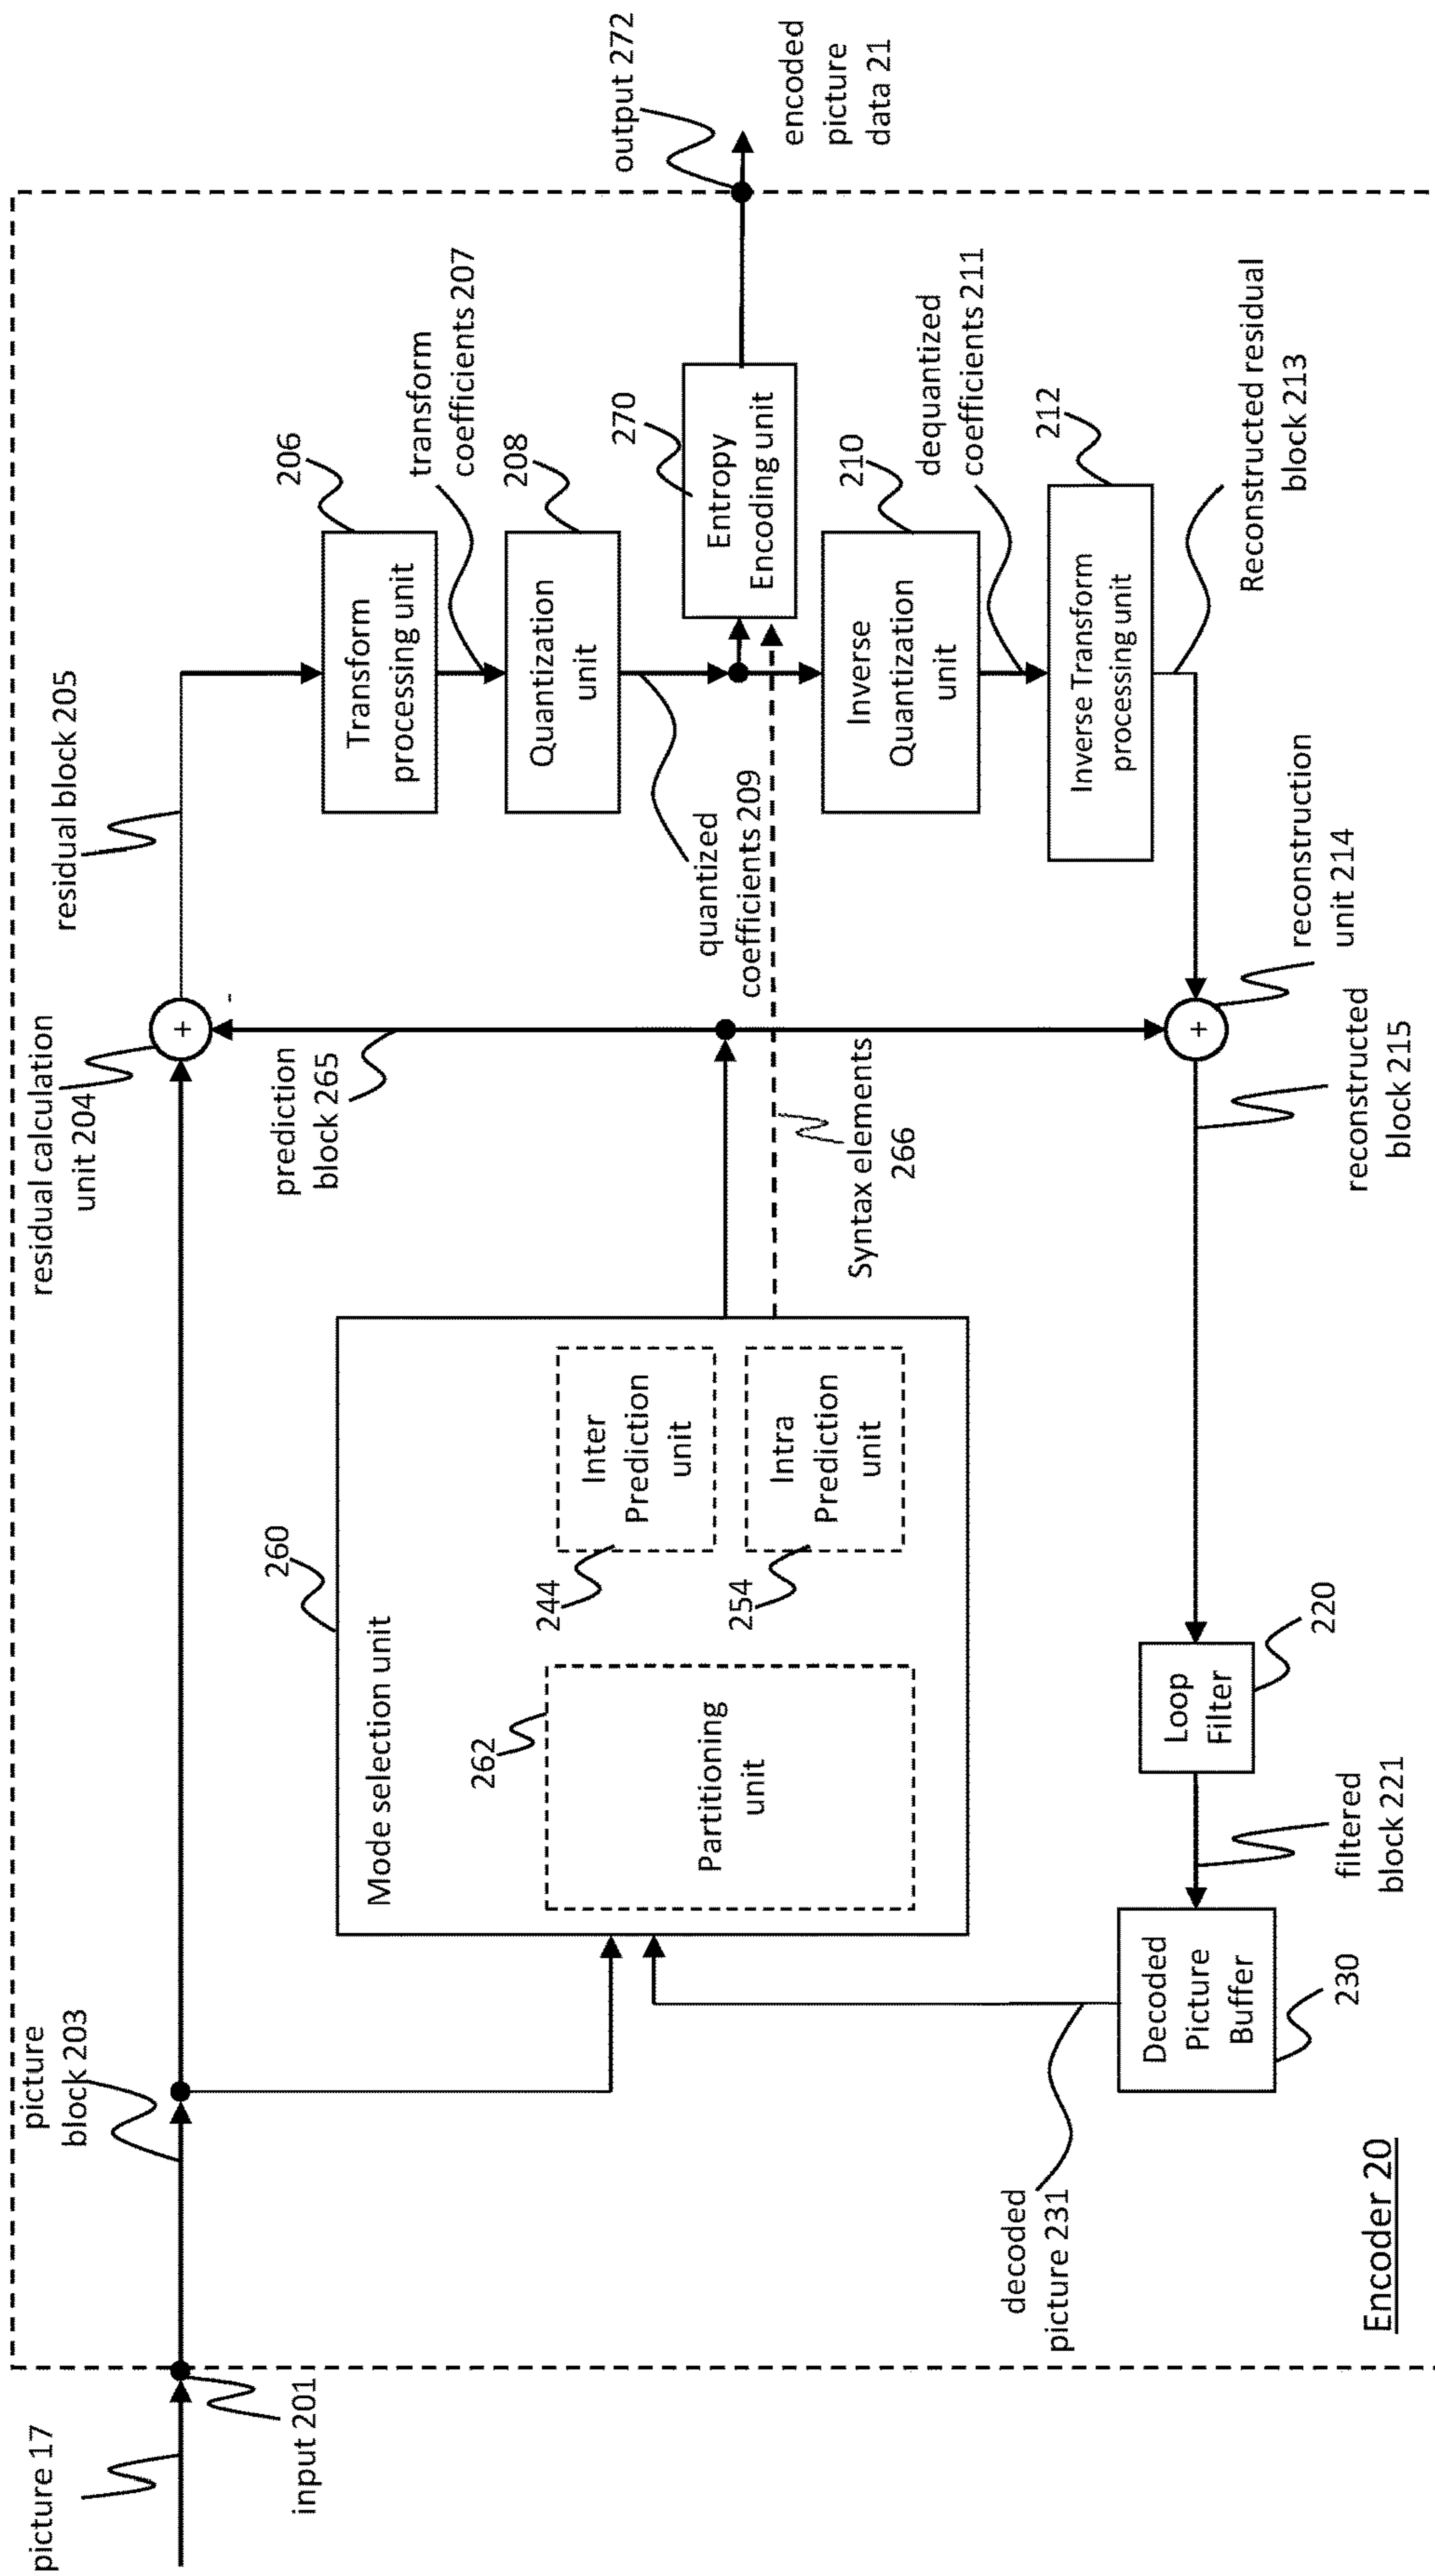 picture 17
input 201
picture
block 203
residual calculation
unit 204
+
-
residual block 205
206
Transform
processing unit
transform
coefficients 207
208
Quantization
unit
quantized
coefficients 209
270
Entropy
Encoding unit
output 272
encoded
picture
data 21
210
Inverse
Quantization
unit
dequantized
coefficients 211
212
Inverse Transform
processing unit
Reconstructed residual
block 213
prediction
block 265
Syntax elements
266
260
Mode selection unit
262
Partitioning
unit
244
Inter
Prediction
unit
254
Intra
Prediction
unit
+
reconstruction
unit 214
reconstructed
block 215
220
Loop
Filter
filtered
block 221
Decoded
Picture
Buffer
230
decoded
picture 231
Encoder 20